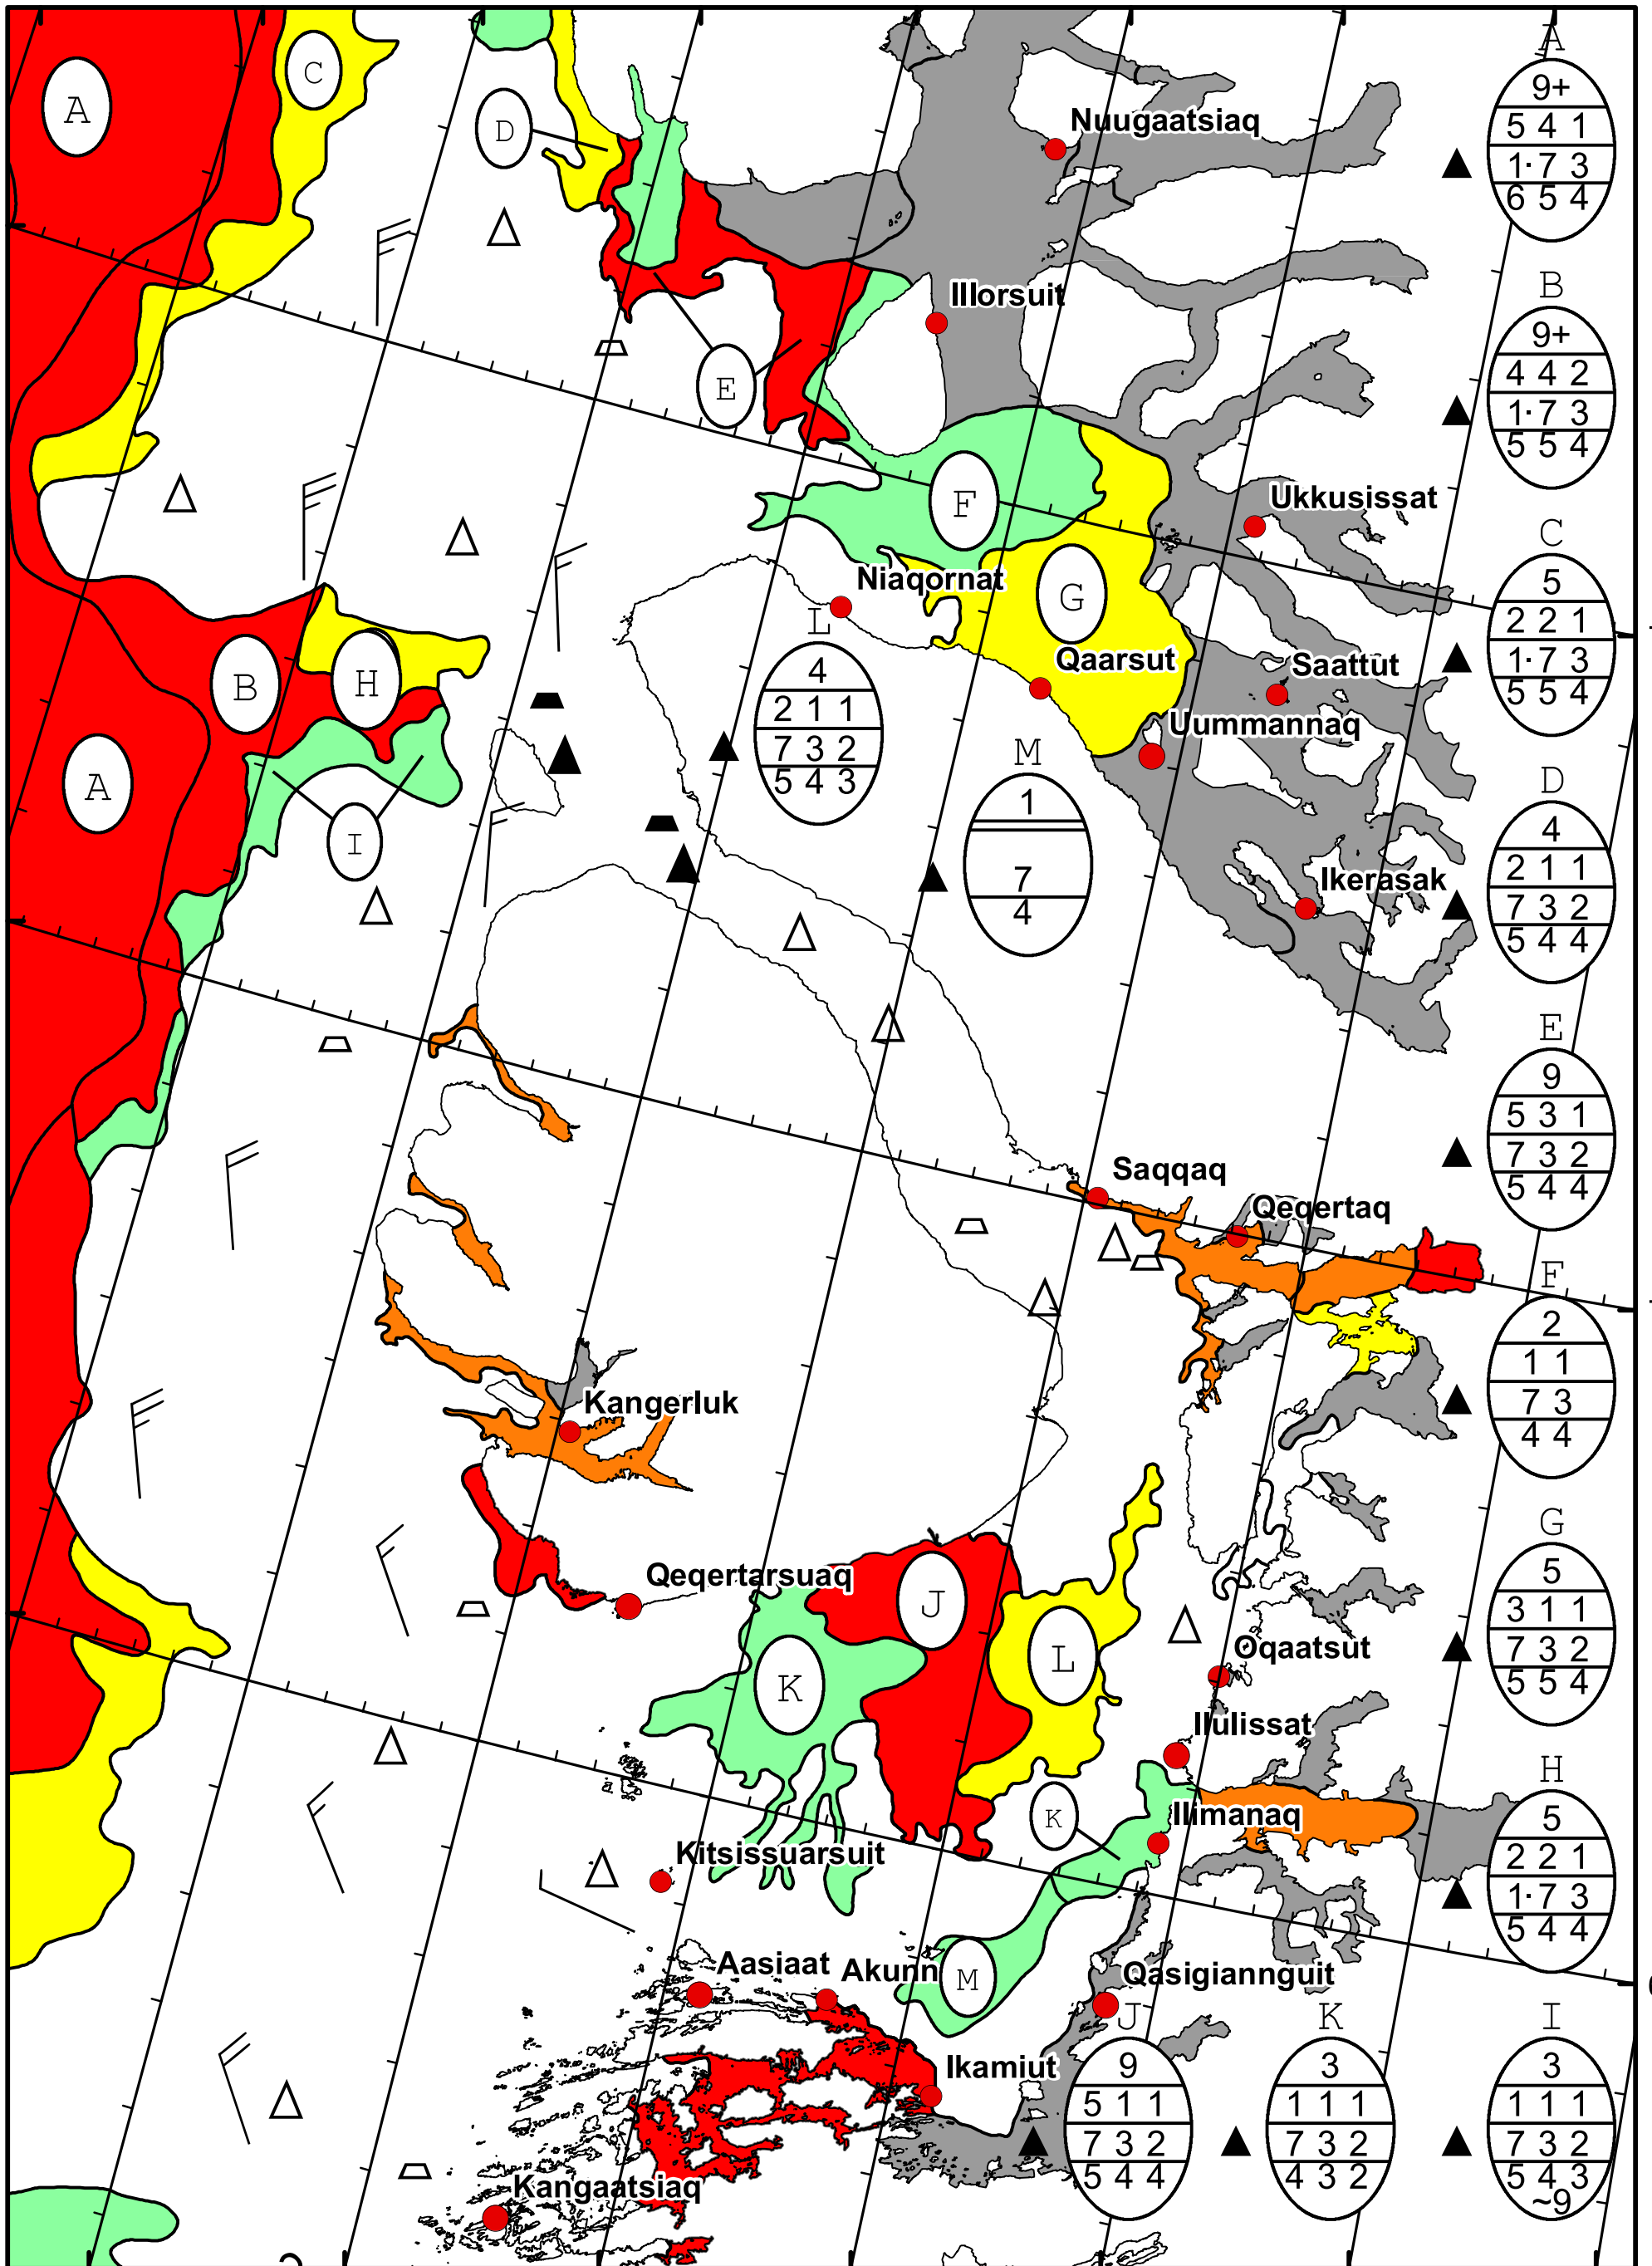 A
C
D
Nuugaatsiaq
A
9+
5 4 1
1· 7 3
6 5 4
Illorsuit
E
B
9+
4 4 2
1· 7 3
5 5 4
F
Ukkusissat
Niaqornat
G
C
5
2 2 1
1· 7 3
5 5 4
B
H
Qaarsut
Saattut
Uummannaq
L
4
2 1 1
7 3 2
5 4 3
M
1
7
4
A
I
Ikerasak
D
4
2 1 1
7 3 2
5 4 4
E
9
5 3 1
7 3 2
5 4 4
Saqqaq
Qeqertaq
F
2
1 1
7 3
4 4
Kangerluk
G
5
3 1 1
7 3 2
5 5 4
Qeqertarsuaq
J
K
L
Oqaatsut
Ilulissat
H
5
2 2 1
1· 7 3
5 4 4
K
Ilimanaq
Kitsissuarsuit
Aasiaat
Akunn
M
Qasigiannguit
J
9
5 1 1
7 3 2
5 4 4
K
3
1 1 1
7 3 2
4 3 2
I
3
1 1 1
7 3 2
5 4 3
~9
Ikamiut
Kangaatsiaq